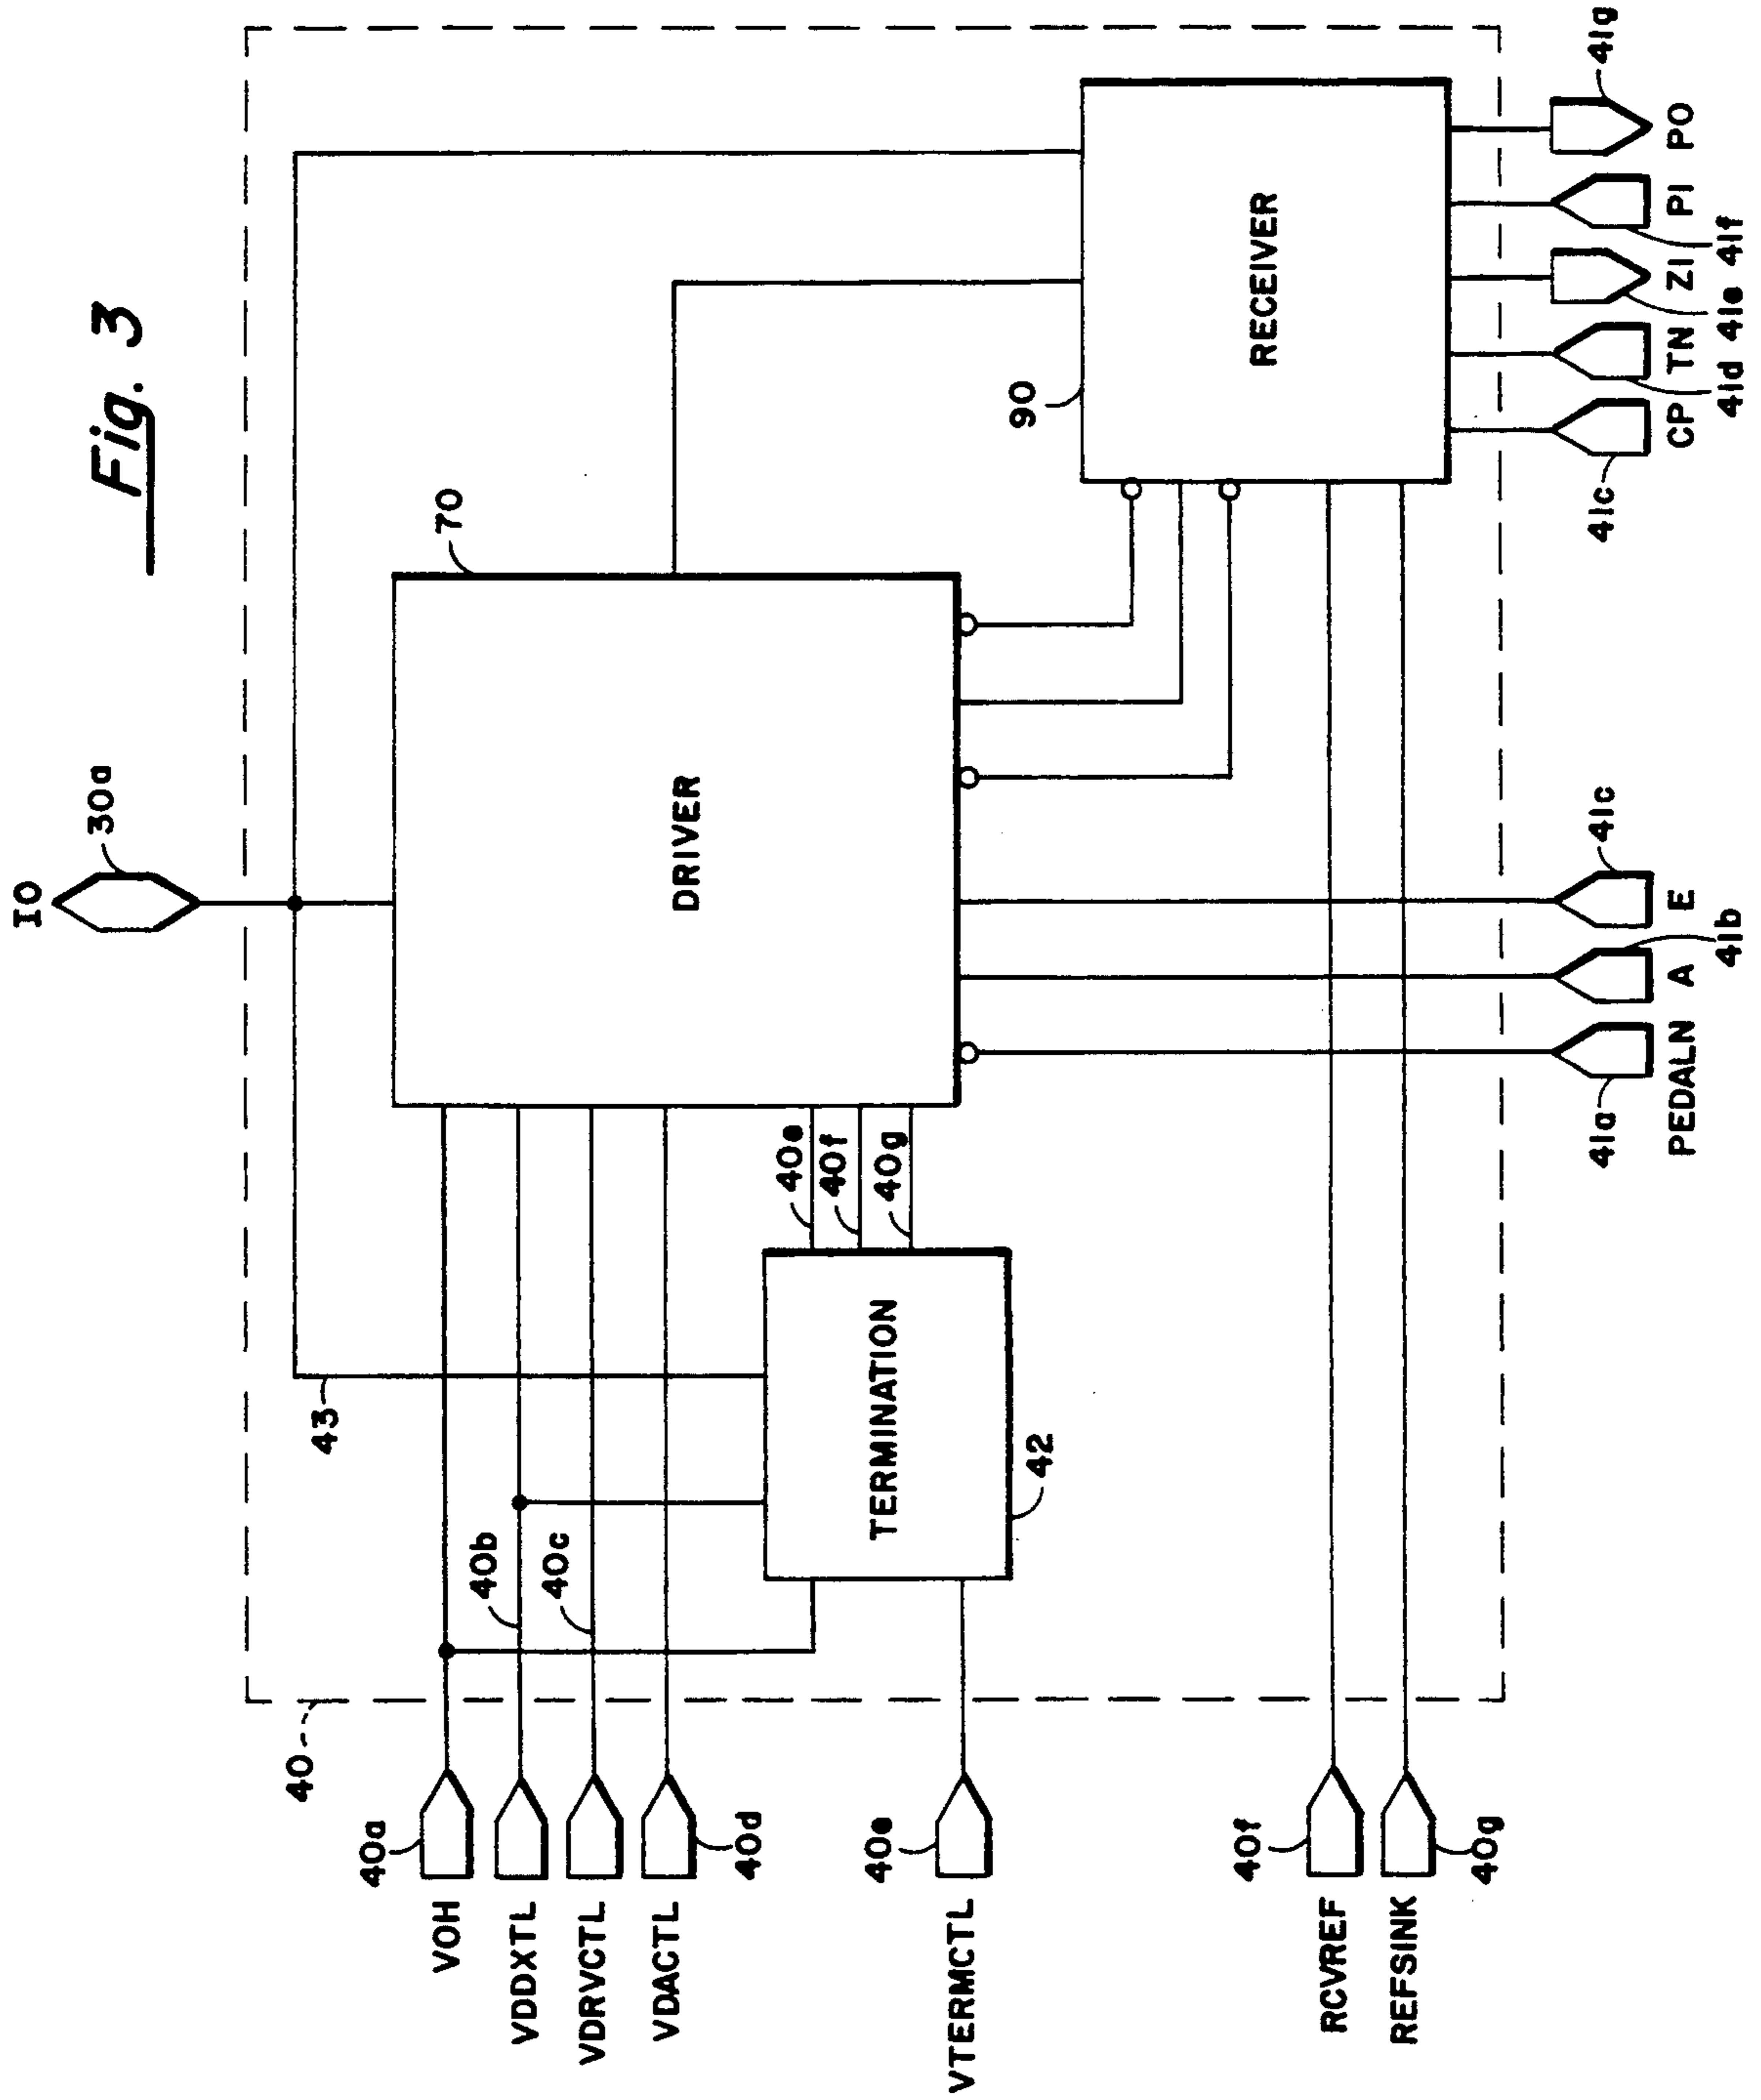 Fig. 3
IO
30a
70
DRIVER
90
RECEIVER
43
40b
40c
40e
40f
40g
TERMINATION
42
40
40a
VOH
VDDXTL
VDRVCTL
VDACTL
40d
40e
VTERMCTL
40f
RCVREF
REFSINK
40g
41a
PEDALN
A
41b
E
41c
41c
CP
TN
41d
ZI
41e
PI
41f
PO
41g